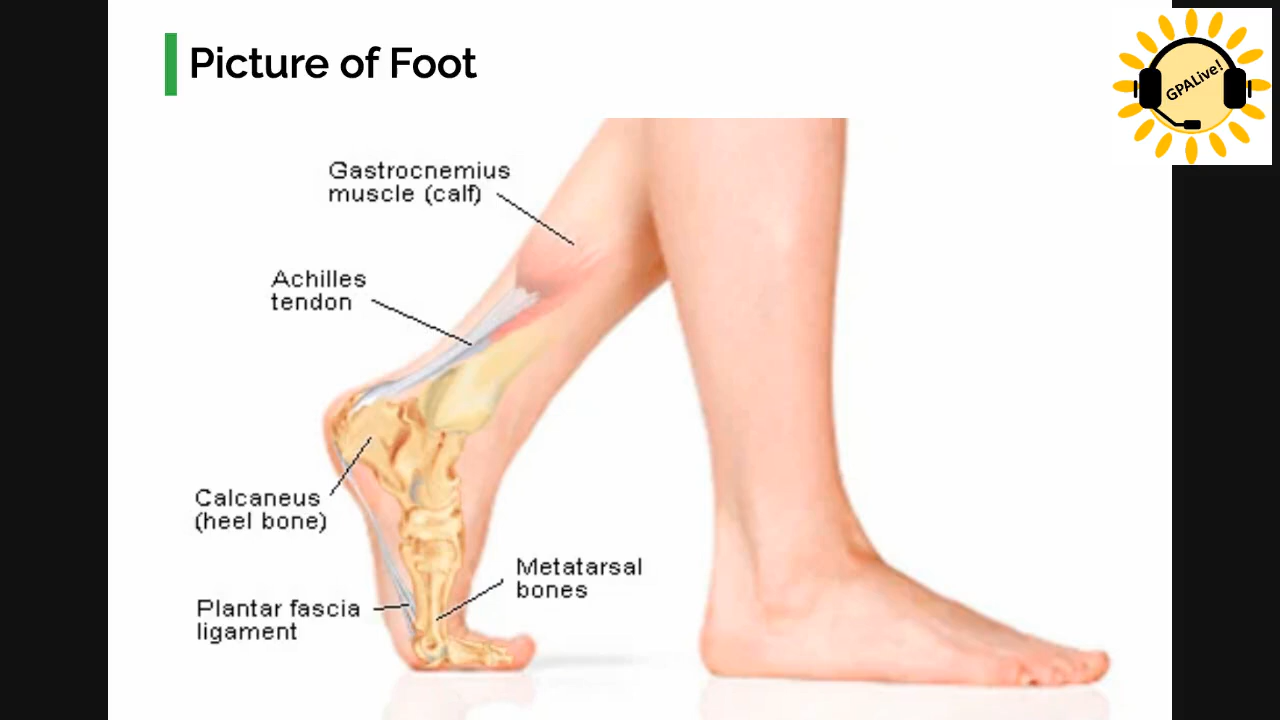 Picture of Foot
GPALive!
Gastrocnemius
muscle (calf)
Achilles
tendon
Calcaneus
(heel bone)
Metatarsal
bones
Plantar fascia
ligament